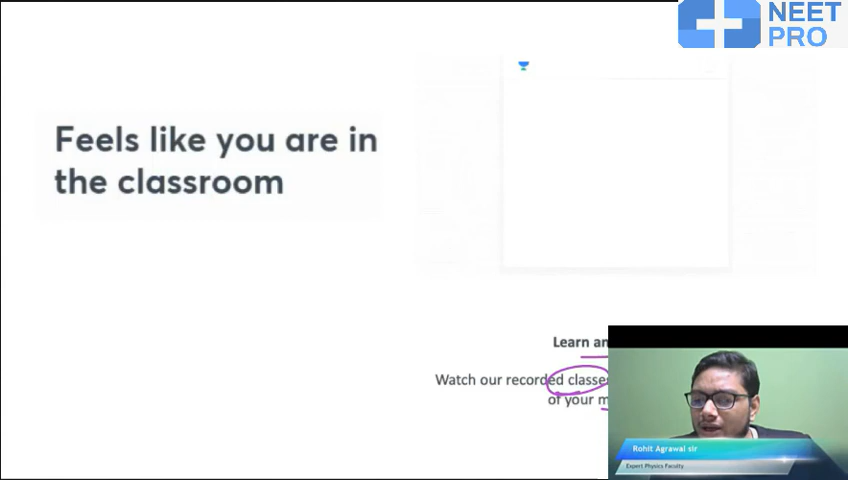 NEET
PRO
Feels like you are in
the classroom
Learn an
Watch our recorded classe
of your m
Rohit Agrawal sir
Expert Physics Faculty